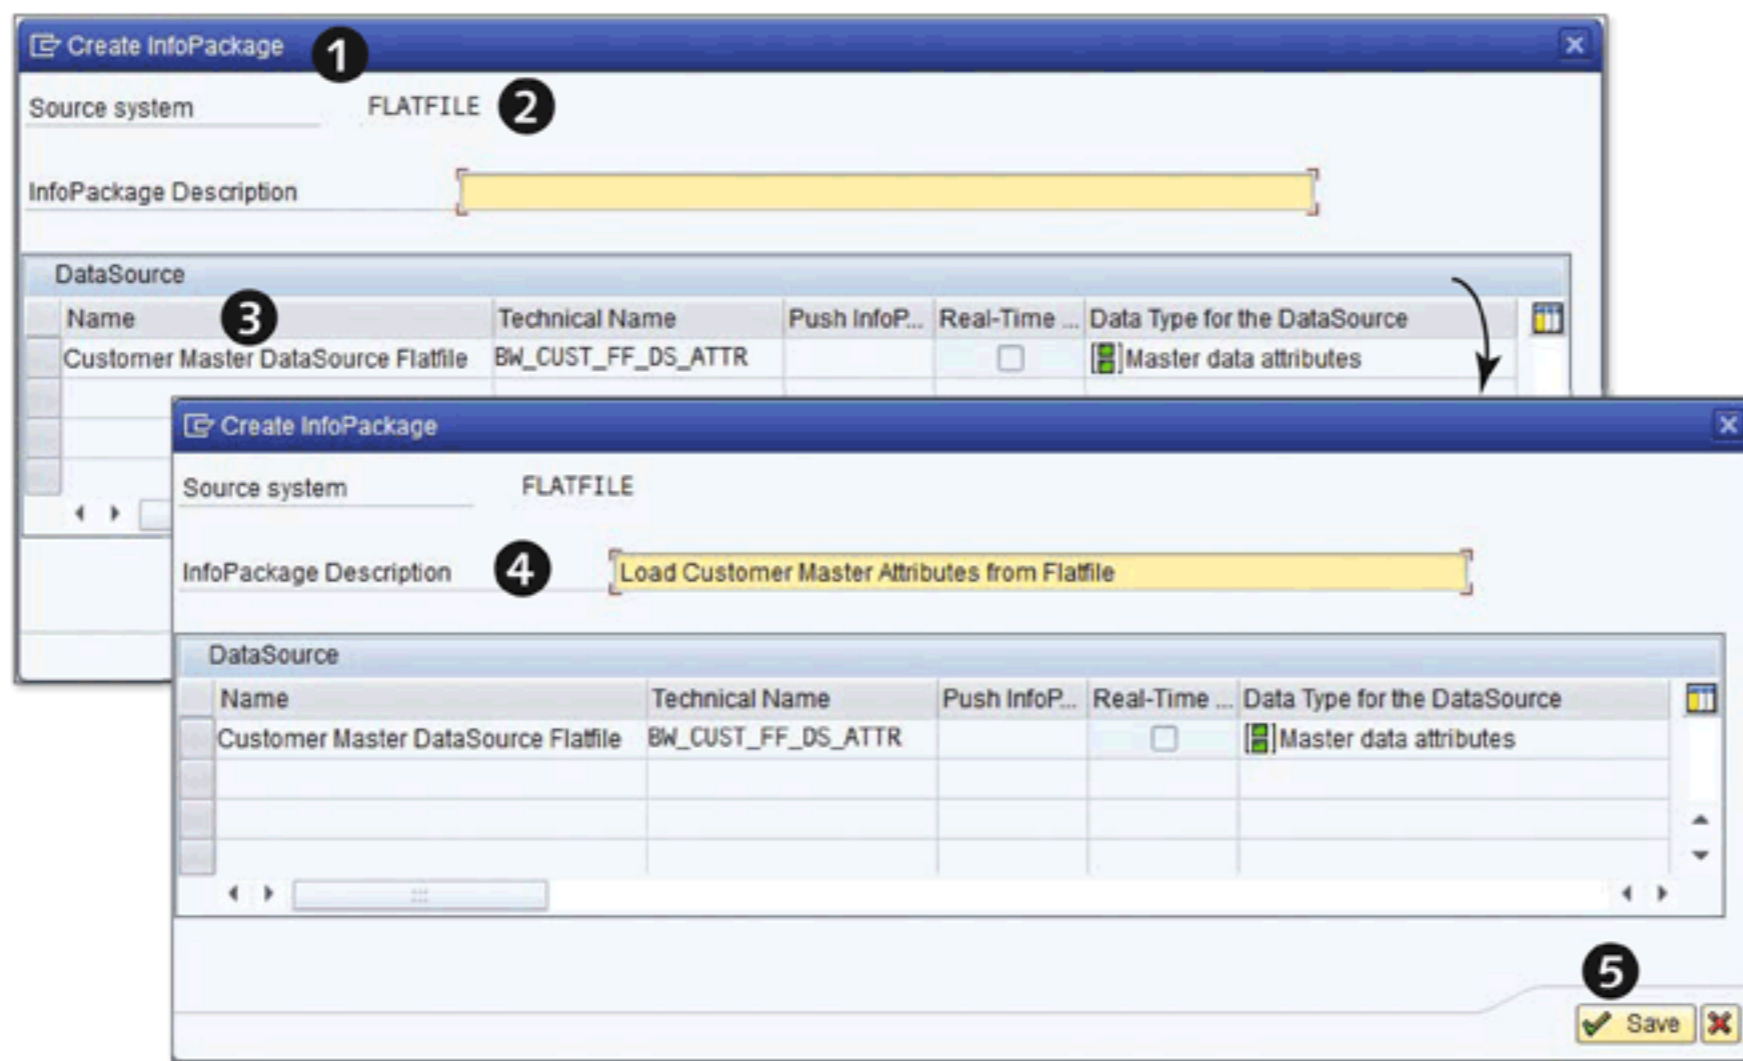 Create InfoPackage 1
Source system FLATFILE 2
InfoPackage Description
DataSource
Name 3 Technical Name Push InfoP... Real-Time ... Data Type for the DataSource
Customer Master DataSource Flatfile BW_CUST_FF_DS_ATTR Master data attributes
Create InfoPackage
Source system FLATFILE
InfoPackage Description 4 Load Customer Master Attributes from Flatfile
DataSource
Name Technical Name Push InfoP... Real-Time ... Data Type for the DataSource
Customer Master DataSource Flatfile BW_CUST_FF_DS_ATTR Master data attributes
5
Save